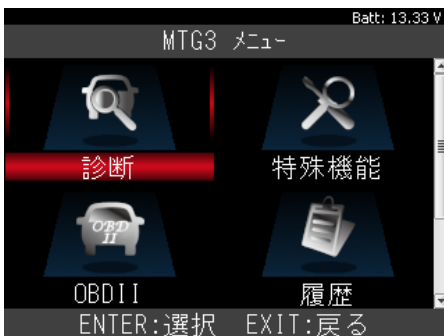 Batt: 13.33 V
MTG3 メニュー
診断
特殊機能
OBD II
OBDII
履歴
ENTER:選択 EXIT:戻る